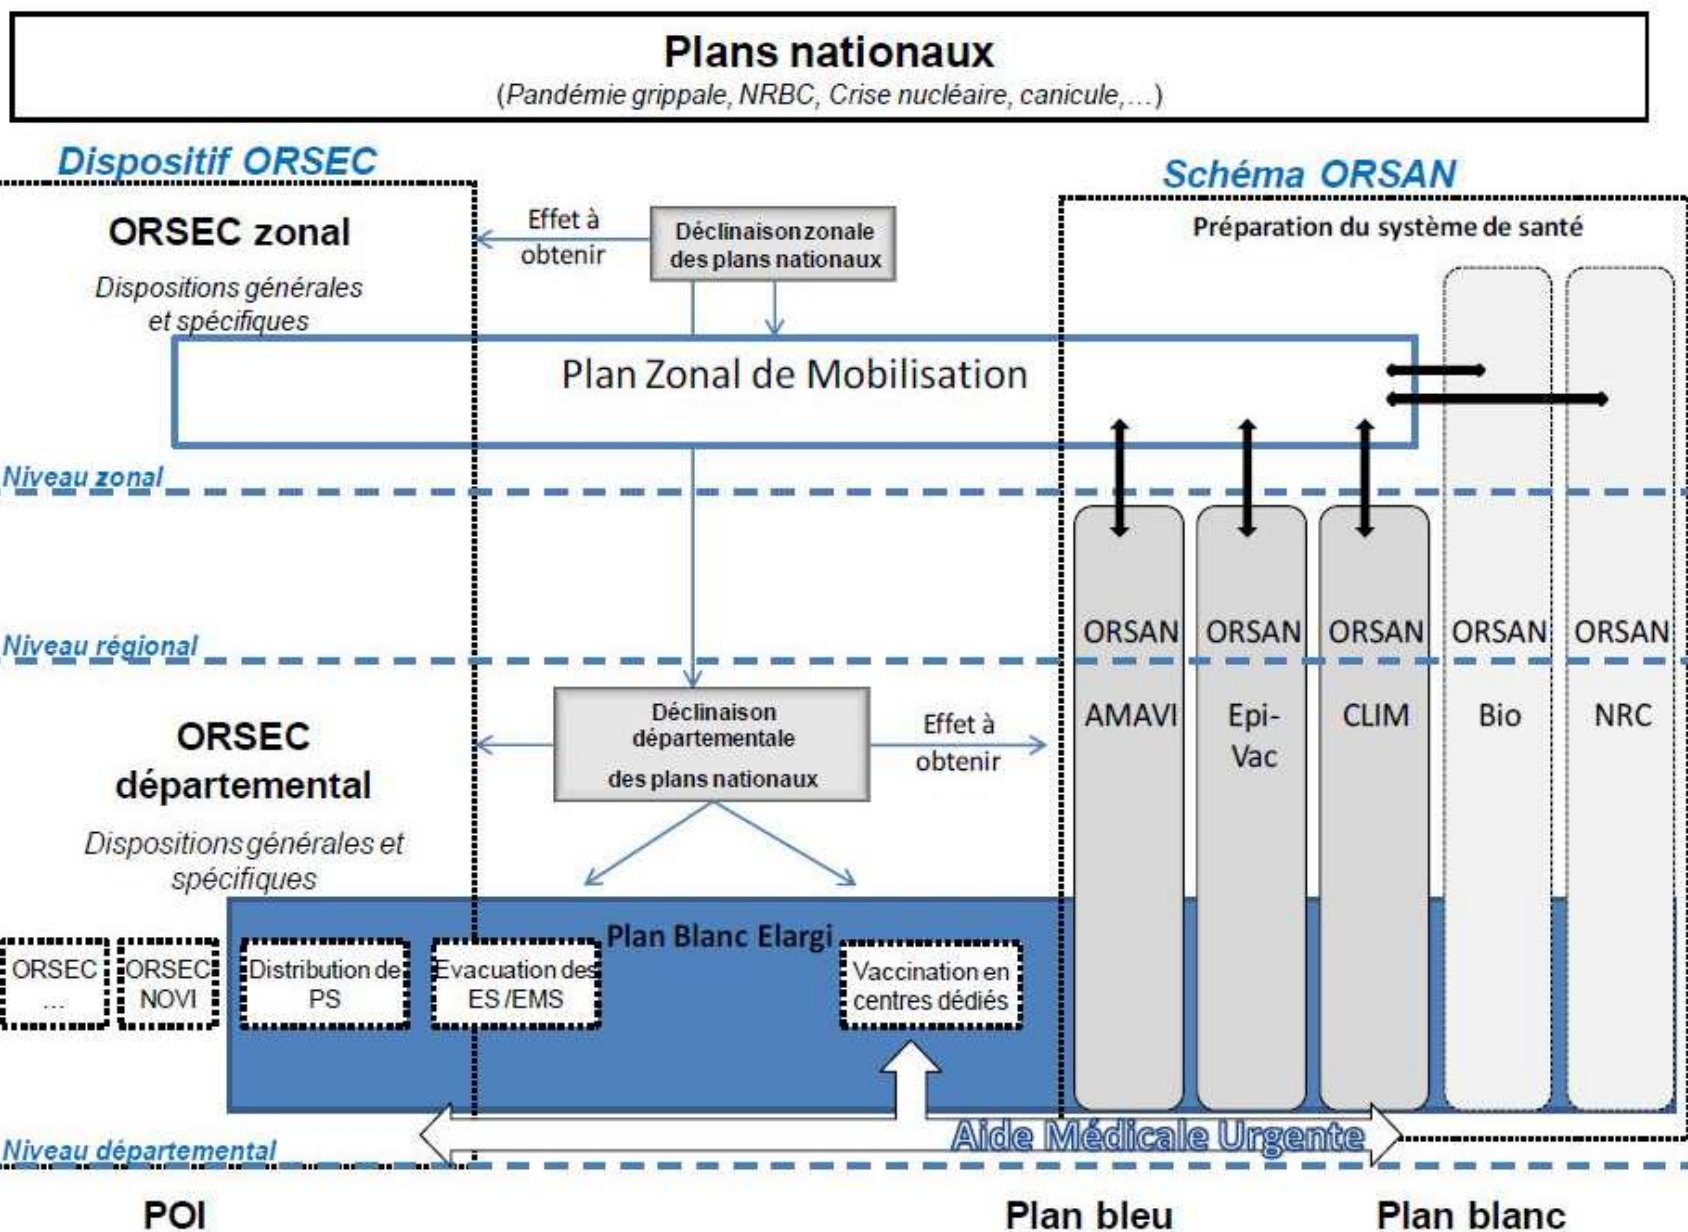 Plans nationaux
(Pandémie grippale, NRBC, Crise nucléaire, canicule,...)
Dispositif ORSEC
Schéma ORSAN
ORSEC zonal
Dispositions générales
et spécifiques
Effet à
obtenir
Déclinaison zonale
des plans nationaux
Préparation du système de santé
Plan Zonal de Mobilisation
Niveau zonal
Niveau régional
ORSAN
AMAVI
ORSAN
Epi-
Vac
ORSAN
CLIM
ORSAN
Bio
ORSAN
NRC
ORSEC
départemental
Dispositions générales et
spécifiques
Déclinaison
départementale
des plans nationaux
Effet à
obtenir
Plan Blanc Elargi
ORSEC
...
ORSEC
NOVI
Distribution de
PS
Evacuation des
ES /EMS
Vaccination en
centres dédiés
Aide Médicale Urgente
Niveau départemental
POI
Plan bleu
Plan blanc